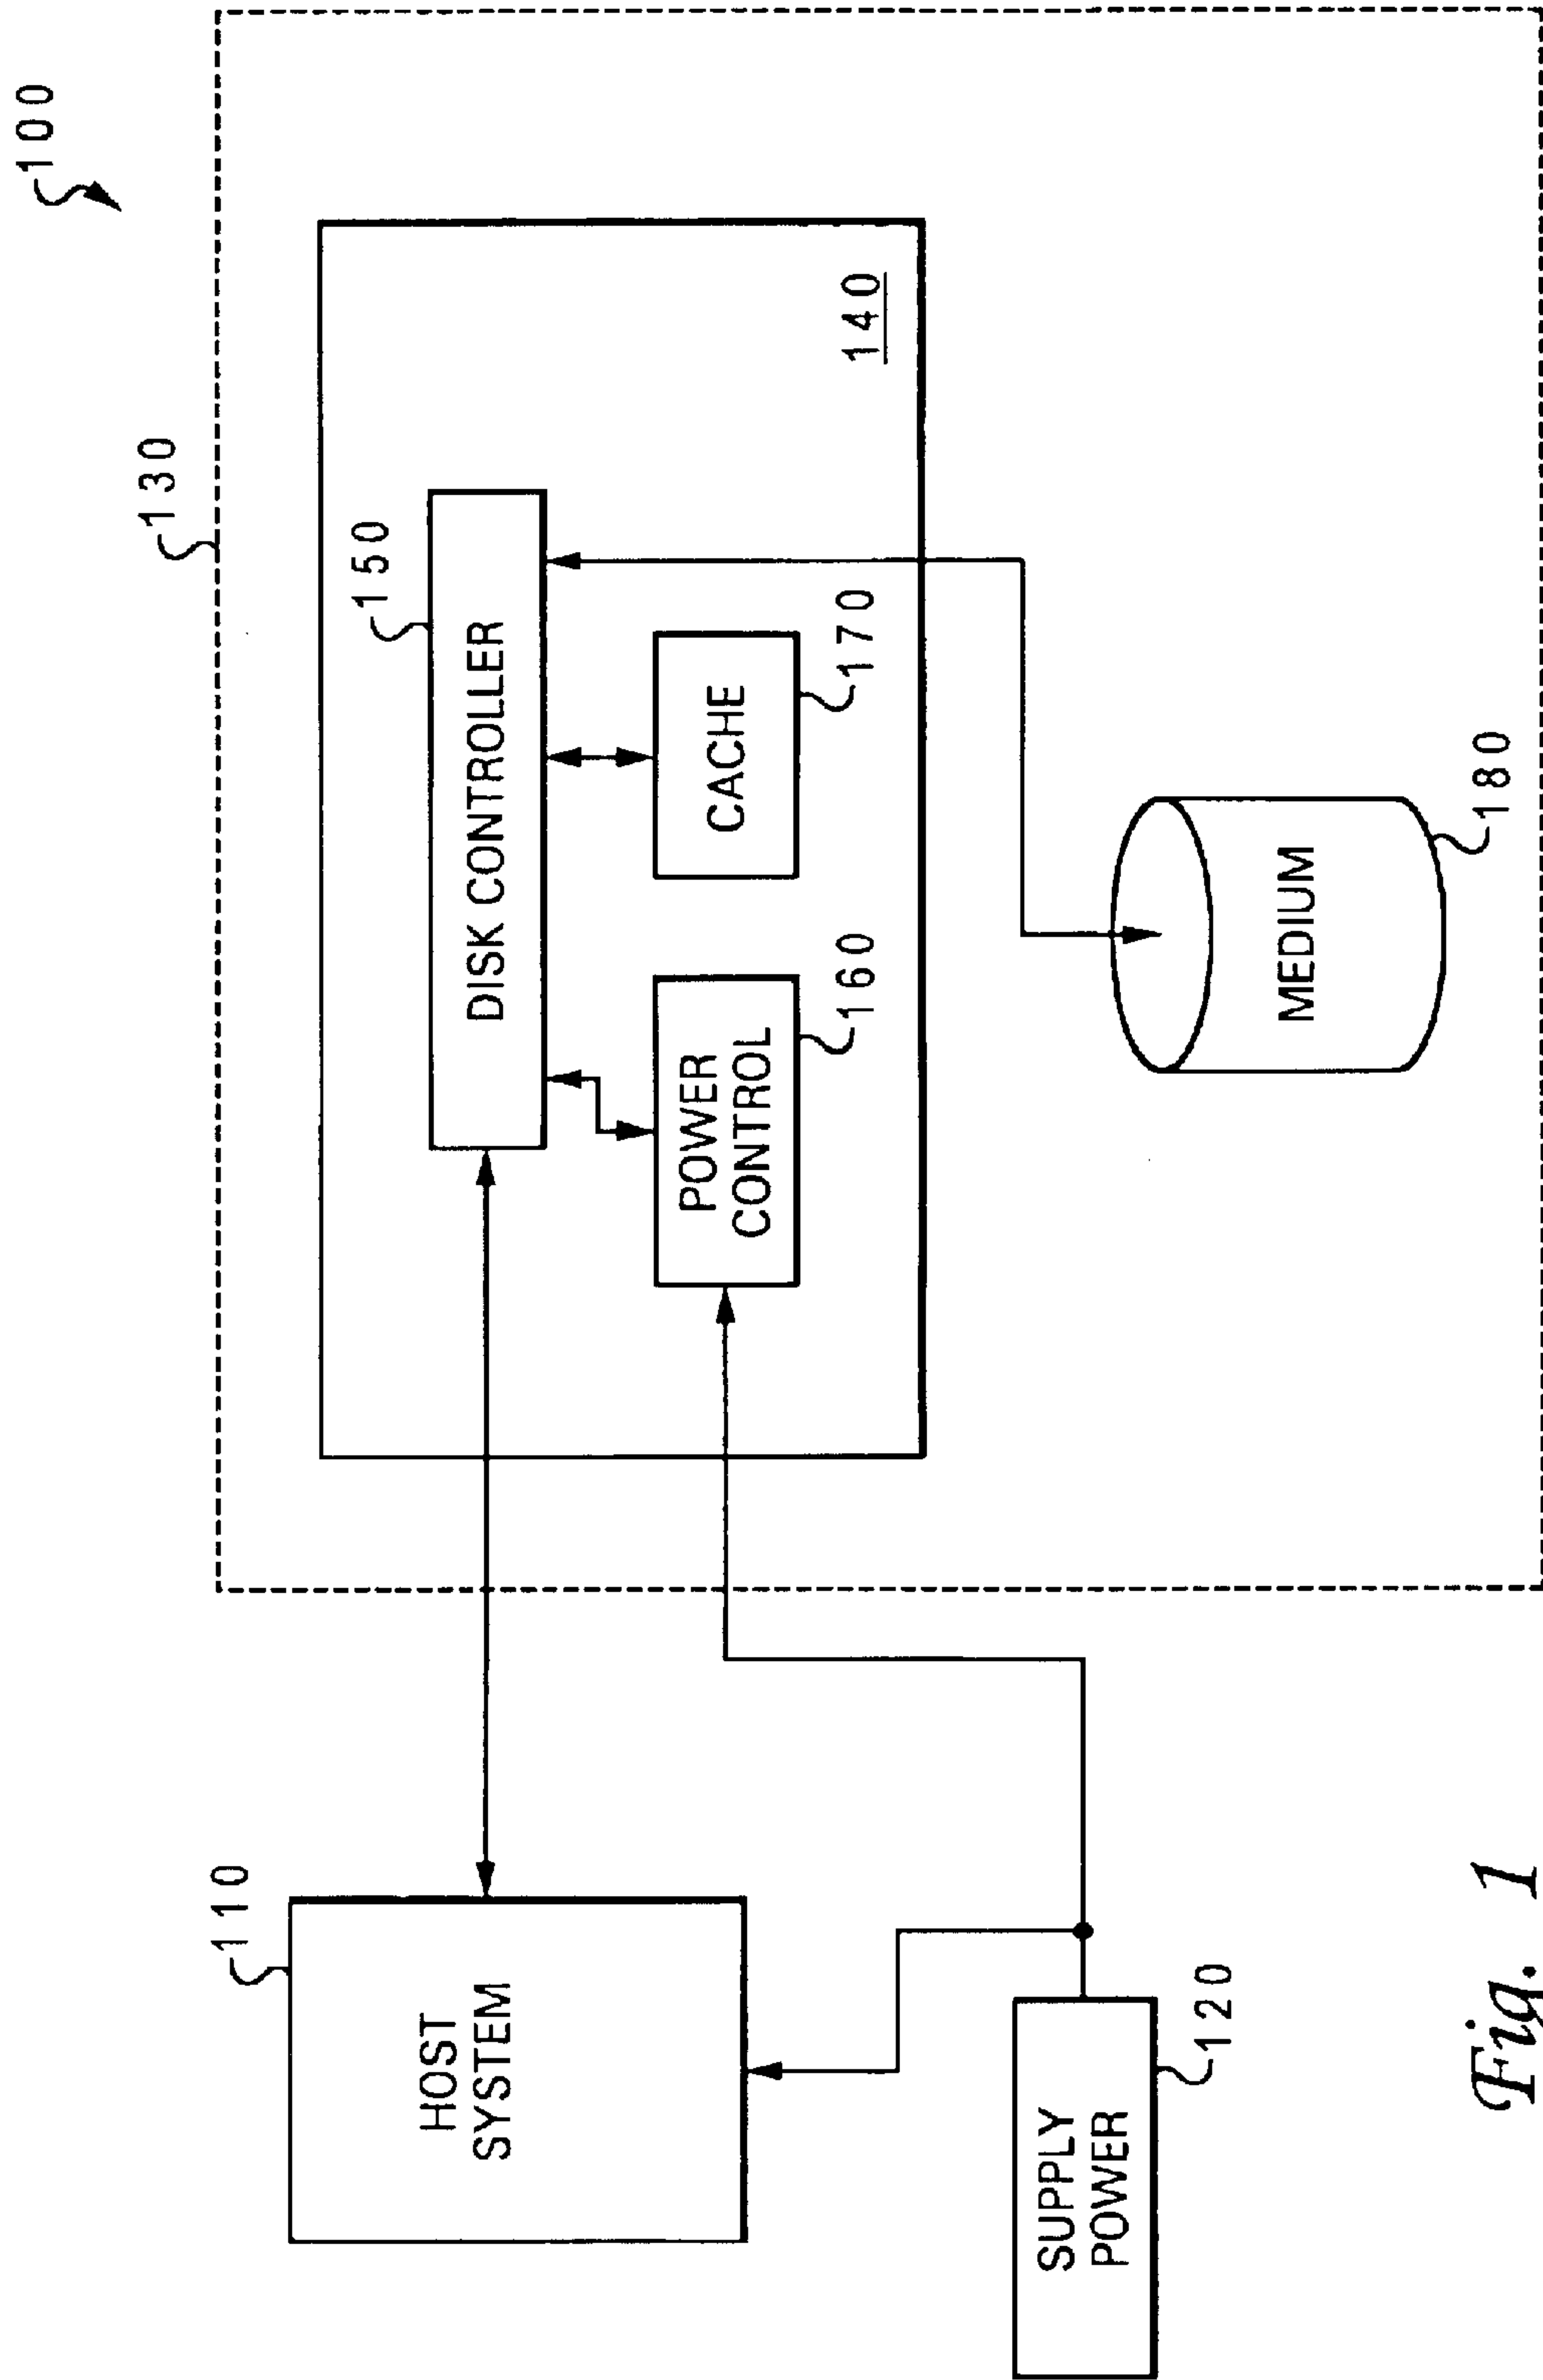 100
130
110
HOST
SYSTEM
150
DISK CONTROLLER
POWER
CONTROL
160
CACHE
170
140
SUPPLY
POWER
120
MEDIUM
180
Fig. 1